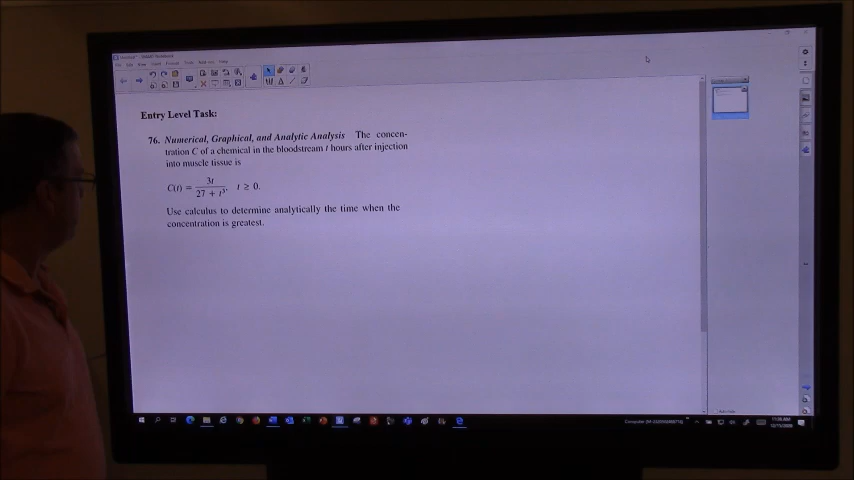 Entry Level Task:
76. Numerical, Graphical, and Analytic Analysis The concen-
tration C of a chemical in the bloodstream t hours after injection
into muscle tissue is
C(t) = 3t / 27 + t³, t ≥ 0.
Use calculus to determine analytically the time when the
concentration is greatest.